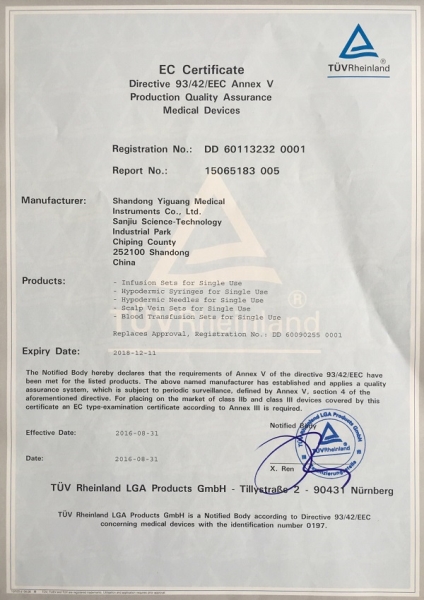 TÜVRheinland
EC Certificate
Directive 93/42/EEC Annex V
Production Quality Assurance
Medical Devices
Registration No.: DD 60113232 0001
Report No.: 15065183 005
Manufacturer: Shandong Yiguang Medical
Instruments Co., Ltd.
Sanjiu Science-Technology
Industrial Park
Chiping County
252100 Shandong
China
Products: - Infusion Sets for Single Use
- Hypodermic Syringes for Single Use
- Hypodermic Needles for Single Use
- Scalp Vein Sets for Single Use
- Blood Transfusion Sets for Single Use
®
TÜVRheinland
Replaces Approval, Registration No.: DD 60090255 0001
Expiry Date: 2018-12-11
The Notified Body hereby declares that the requirements of Annex V of the directive 93/42/EEC have
been met for the listed products. The above named manufacturer has established and applies a quality
assurance system, which is subject to periodic surveillance, defined by Annex V, section 4 of the
aforementioned directive. For placing on the market of class IIb and class III devices covered by this
certificate an EC type-examination certificate according to Annex III is required.
Effective Date: 2016-08-31
Notified Body
TÜV Rheinland LGA Products GmbH
TÜVRheinland
Zertifizierungsstelle
Date: 2016-08-31
X. Ren
TÜV Rheinland LGA Products GmbH - Tillystraße 2 - 90431 Nürnberg
TÜV Rheinland LGA Products GmbH is a Notified Body according to Directive 93/42/EEC
concerning medical devices with the identification number 0197.